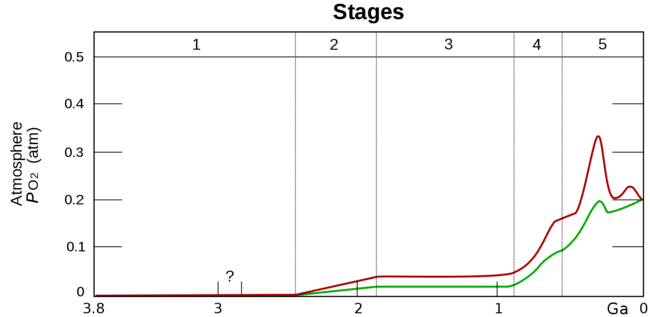 Stages
1 2 3 4 5
0.5
0.4
0.3
0.2
0.1
0
Atmosphere
PO2 (atm)
?
3.8 3 2 1 Ga 0